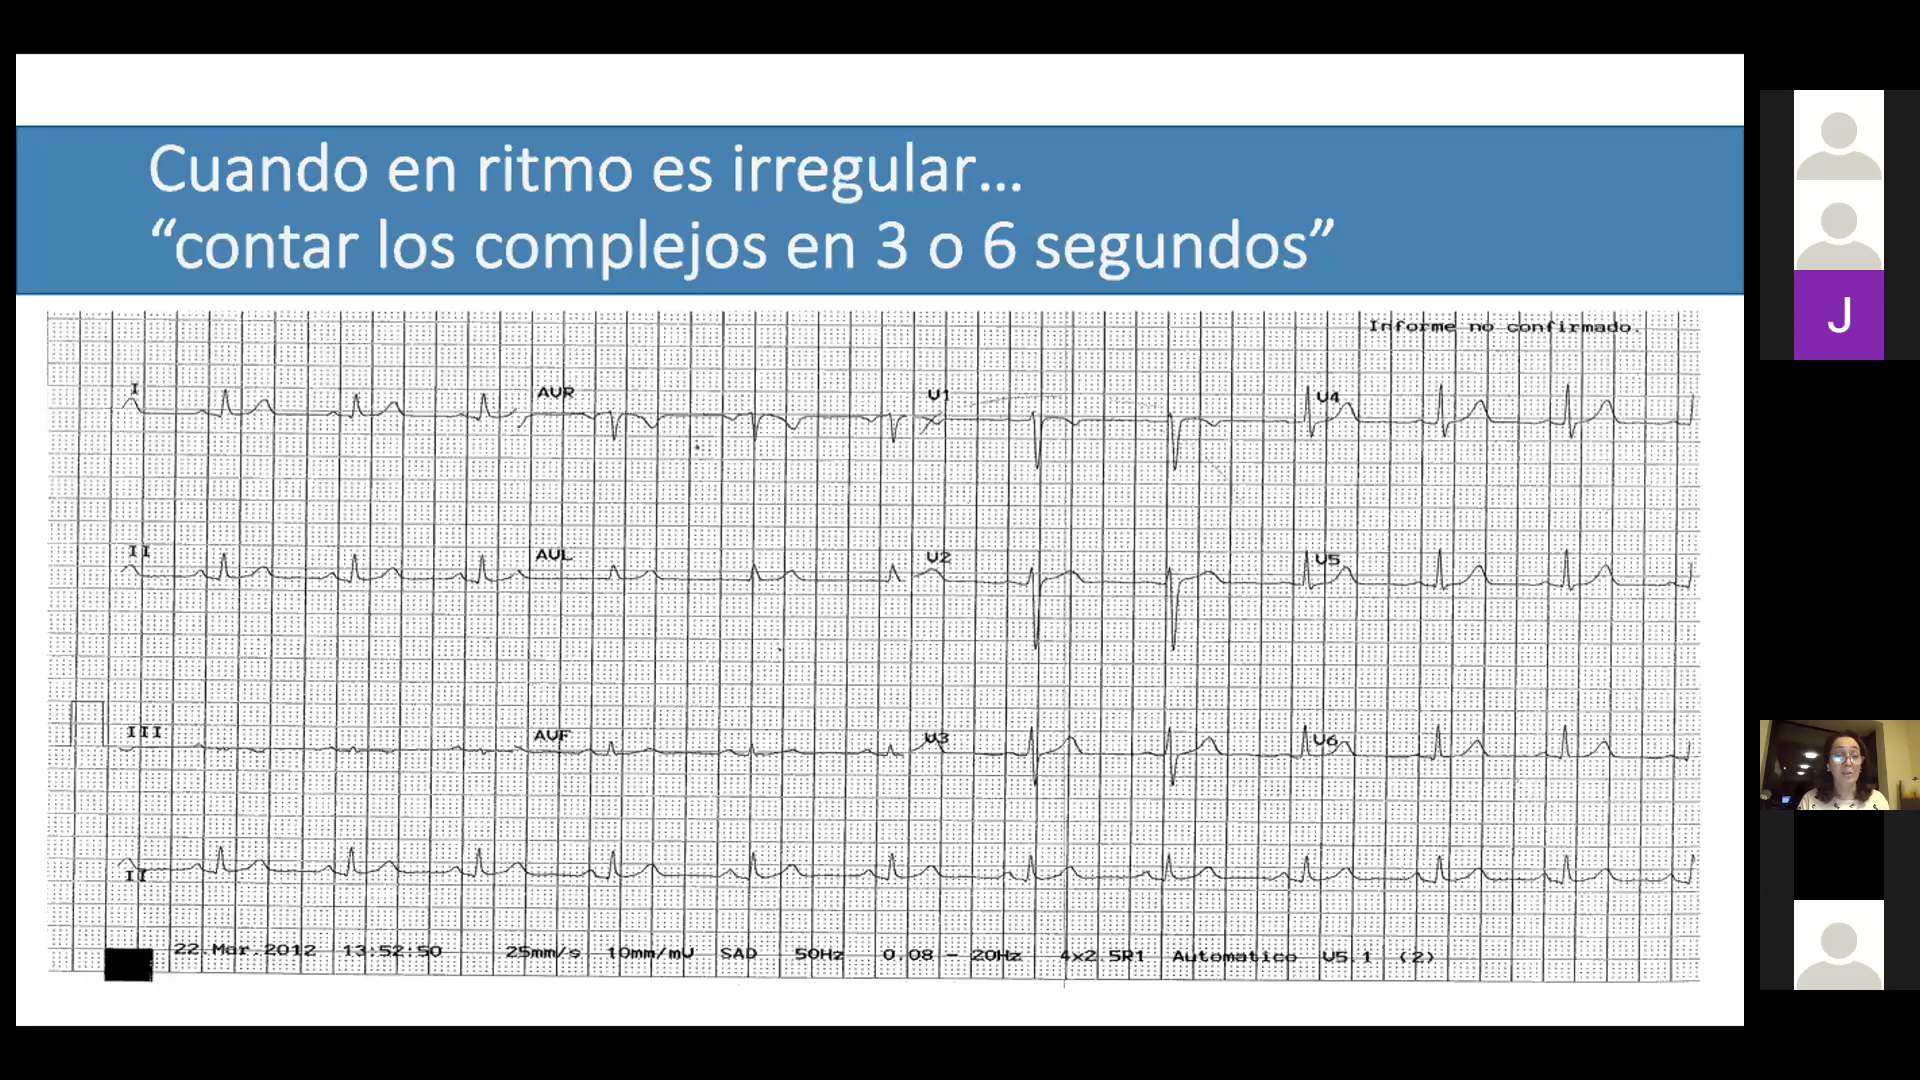 Cuando en ritmo es irregular...
“contar los complejos en 3 o 6 segundos”
Informe no confirmado.
I
AVR
V1
V4
II
AVL
V2
V5
III
AVF
V3
V6
II
22.Mar.2012 13:52:50 25mm/s 10mm/mV SAD 50Hz 0.08 - 20Hz 4x2.5R1 Automatico V5.1 (2)
J